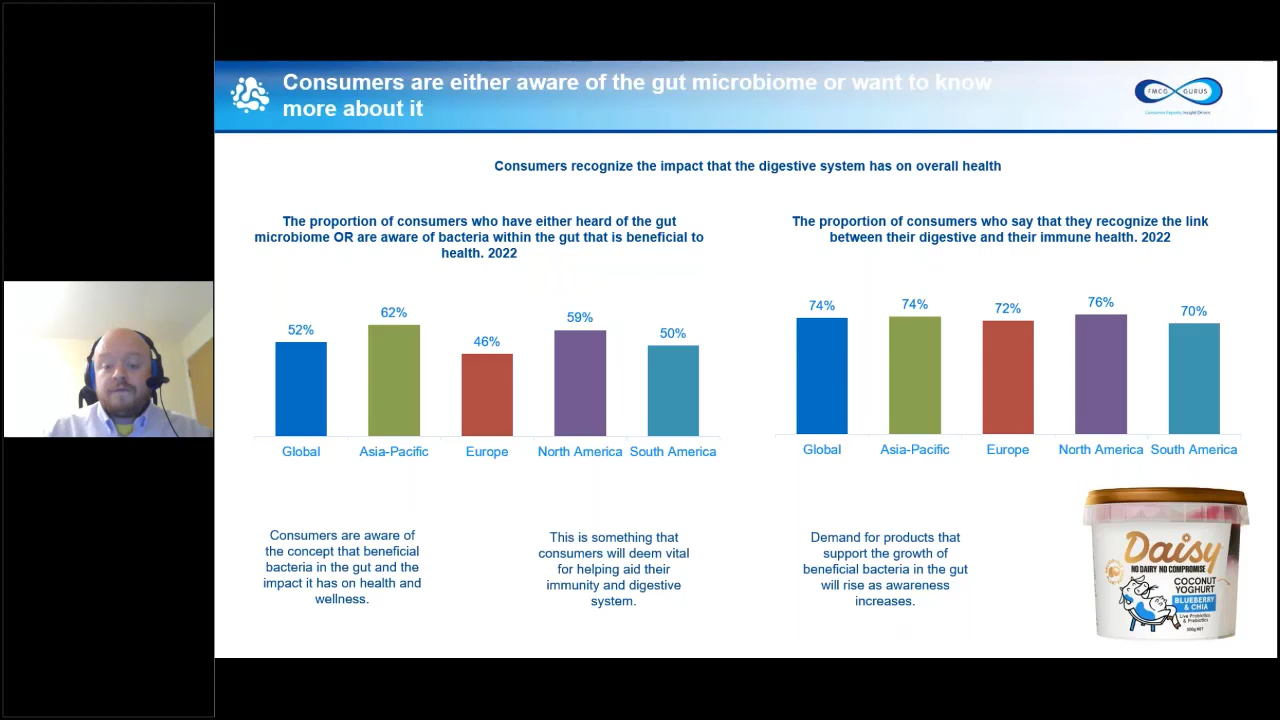 Consumers are either aware of the gut microbiome or want to know
more about it
FMCG GURUS
Consumers recognize the impact that the digestive system has on overall health
The proportion of consumers who have either heard of the gut
microbiome OR are aware of bacteria within the gut that is beneficial to
health. 2022
52%
62%
46%
59%
50%
Global
Asia-Pacific
Europe
North America
South America
The proportion of consumers who say that they recognize the link
between their digestive and their immune health. 2022
74%
74%
72%
76%
70%
Global
Asia-Pacific
Europe
North America
South America
Consumers are aware of
the concept that beneficial
bacteria in the gut and the
impact it has on health and
wellness.
This is something that
consumers will deem vital
for helping aid their
immunity and digestive
system.
Demand for products that
support the growth of
beneficial bacteria in the gut
will rise as awareness
increases.
Daisy
NO DAIRY NO COMPROMISE
COCONUT
YOGHURT
BLUEBERRY
& CHIA
Live Probiotics
& Prebiotics